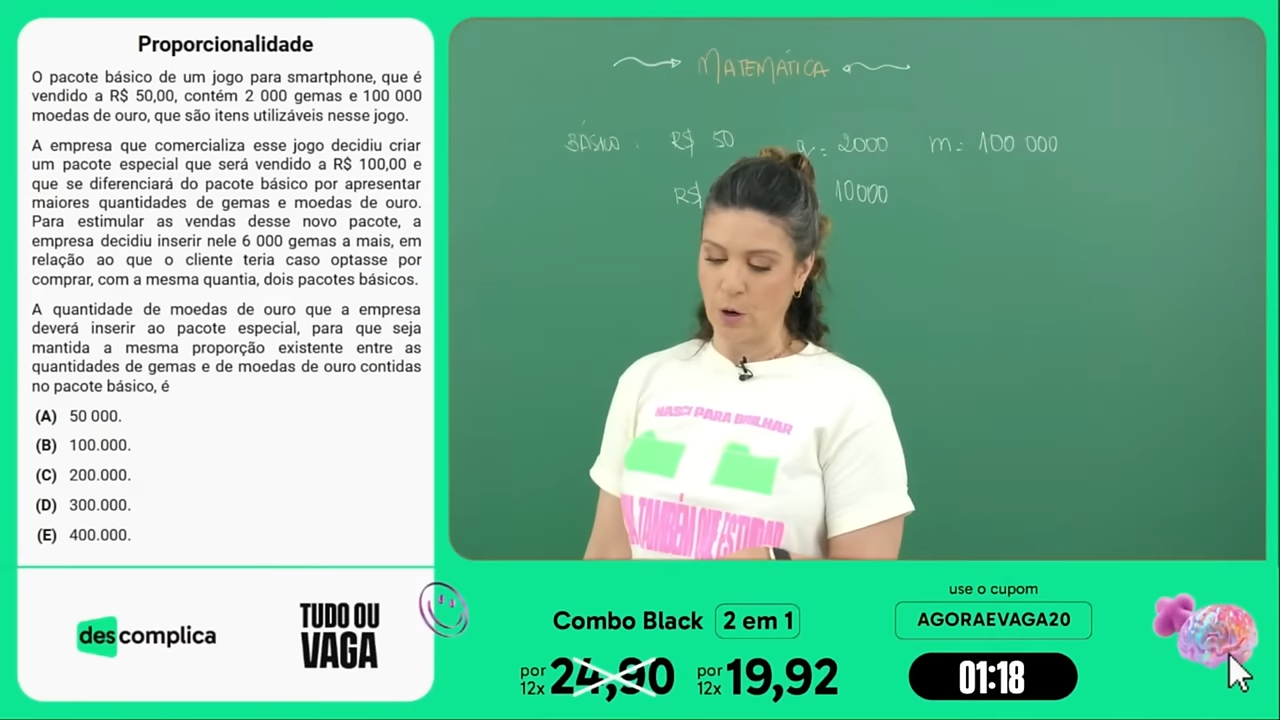 Proporcionalidade
O pacote básico de um jogo para smartphone, que é
vendido a R$ 50,00, contém 2 000 gemas e 100 000
moedas de ouro, que são itens utilizáveis nesse jogo.
A empresa que comercializa esse jogo decidiu criar
um pacote especial que será vendido a R$ 100,00 e
que se diferenciará do pacote básico por apresentar
maiores quantidades de gemas e moedas de ouro.
Para estimular as vendas desse novo pacote, a
empresa decidiu inserir nele 6 000 gemas a mais, em
relação ao que o cliente teria caso optasse por
comprar, com a mesma quantia, dois pacotes básicos.
A quantidade de moedas de ouro que a empresa
deverá inserir ao pacote especial, para que seja
mantida a mesma proporção existente entre as
quantidades de gemas e de moedas de ouro contidas
no pacote básico, é
(A) 50 000.
(B) 100.000.
(C) 200.000.
(D) 300.000.
(E) 400.000.
MATEMÁTICA
BÁSICO : R$ 50 g = 2000 m = 100 000
R$ 10000
NASCI PARA BRILHAR
TAMBÉM QUE ESTUDAR
descomplica
TUDO OU
VAGA
Combo Black 2 em 1
por
12x 24,90
por
12x 19,92
use o cupom
AGORAEVAGA20
01:18